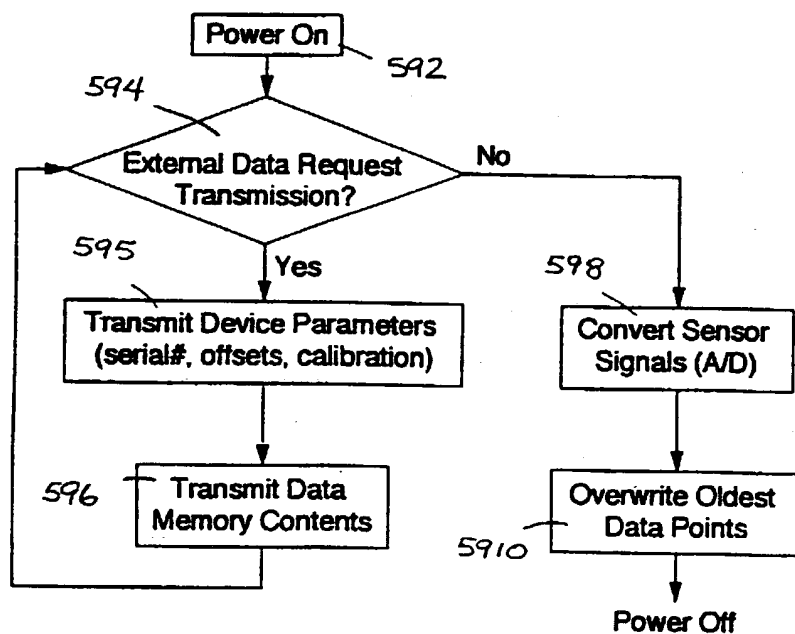 Power On
592
594
External Data Request
Transmission?
No
Yes
595
Transmit Device Parameters
(serial#, offsets, calibration)
598
Convert Sensor
Signals (A/D)
596
Transmit Data
Memory Contents
Overwrite Oldest
Data Points
5910
Power Off